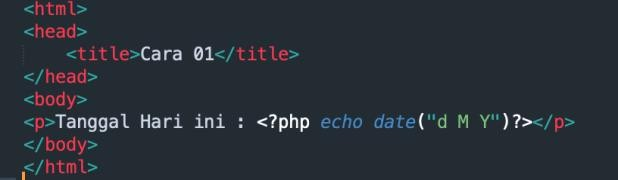 <html>
<head>
    <title>Cara 01</title>
</head>
<body>
<p>Tanggal Hari ini : <?php echo date("d M Y")?></p>
</body>
</html>